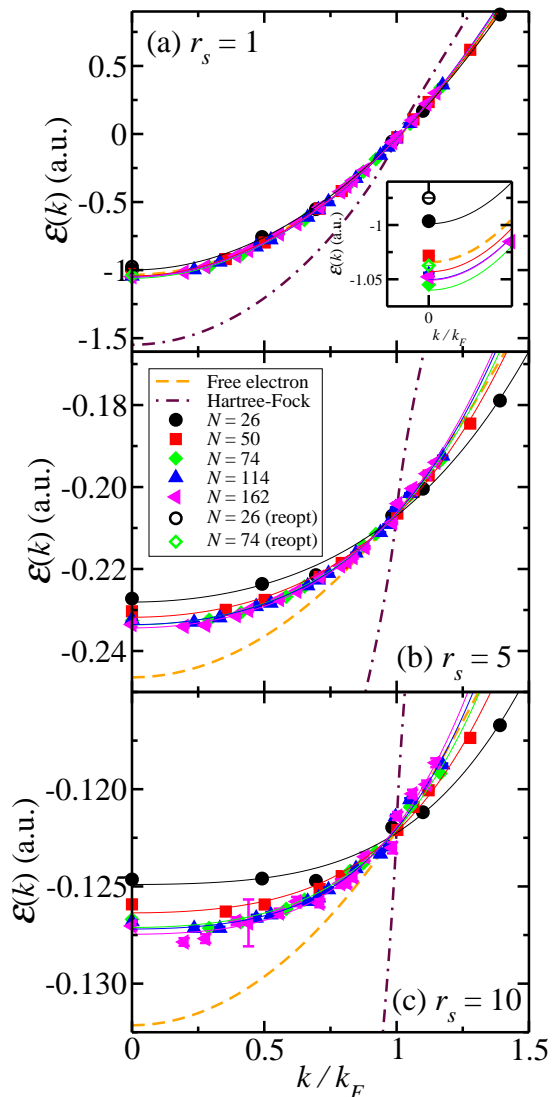 (a) r_s = 1
0.5
0
-0.5
-1.0
-1.5
ε(k) (a.u.)
-1
-1.05
ε(k) (a.u.)
0
k/k_F
-0.18
-0.20
-0.22
-0.24
ε(k) (a.u.)
Free electron
Hartree-Fock
N = 26
N = 50
N = 74
N = 114
N = 162
N = 26 (reopt)
N = 74 (reopt)
(b) r_s = 5
-0.120
-0.125
-0.130
ε(k) (a.u.)
(c) r_s = 10
0 0.5 1 1.5
k / k_F